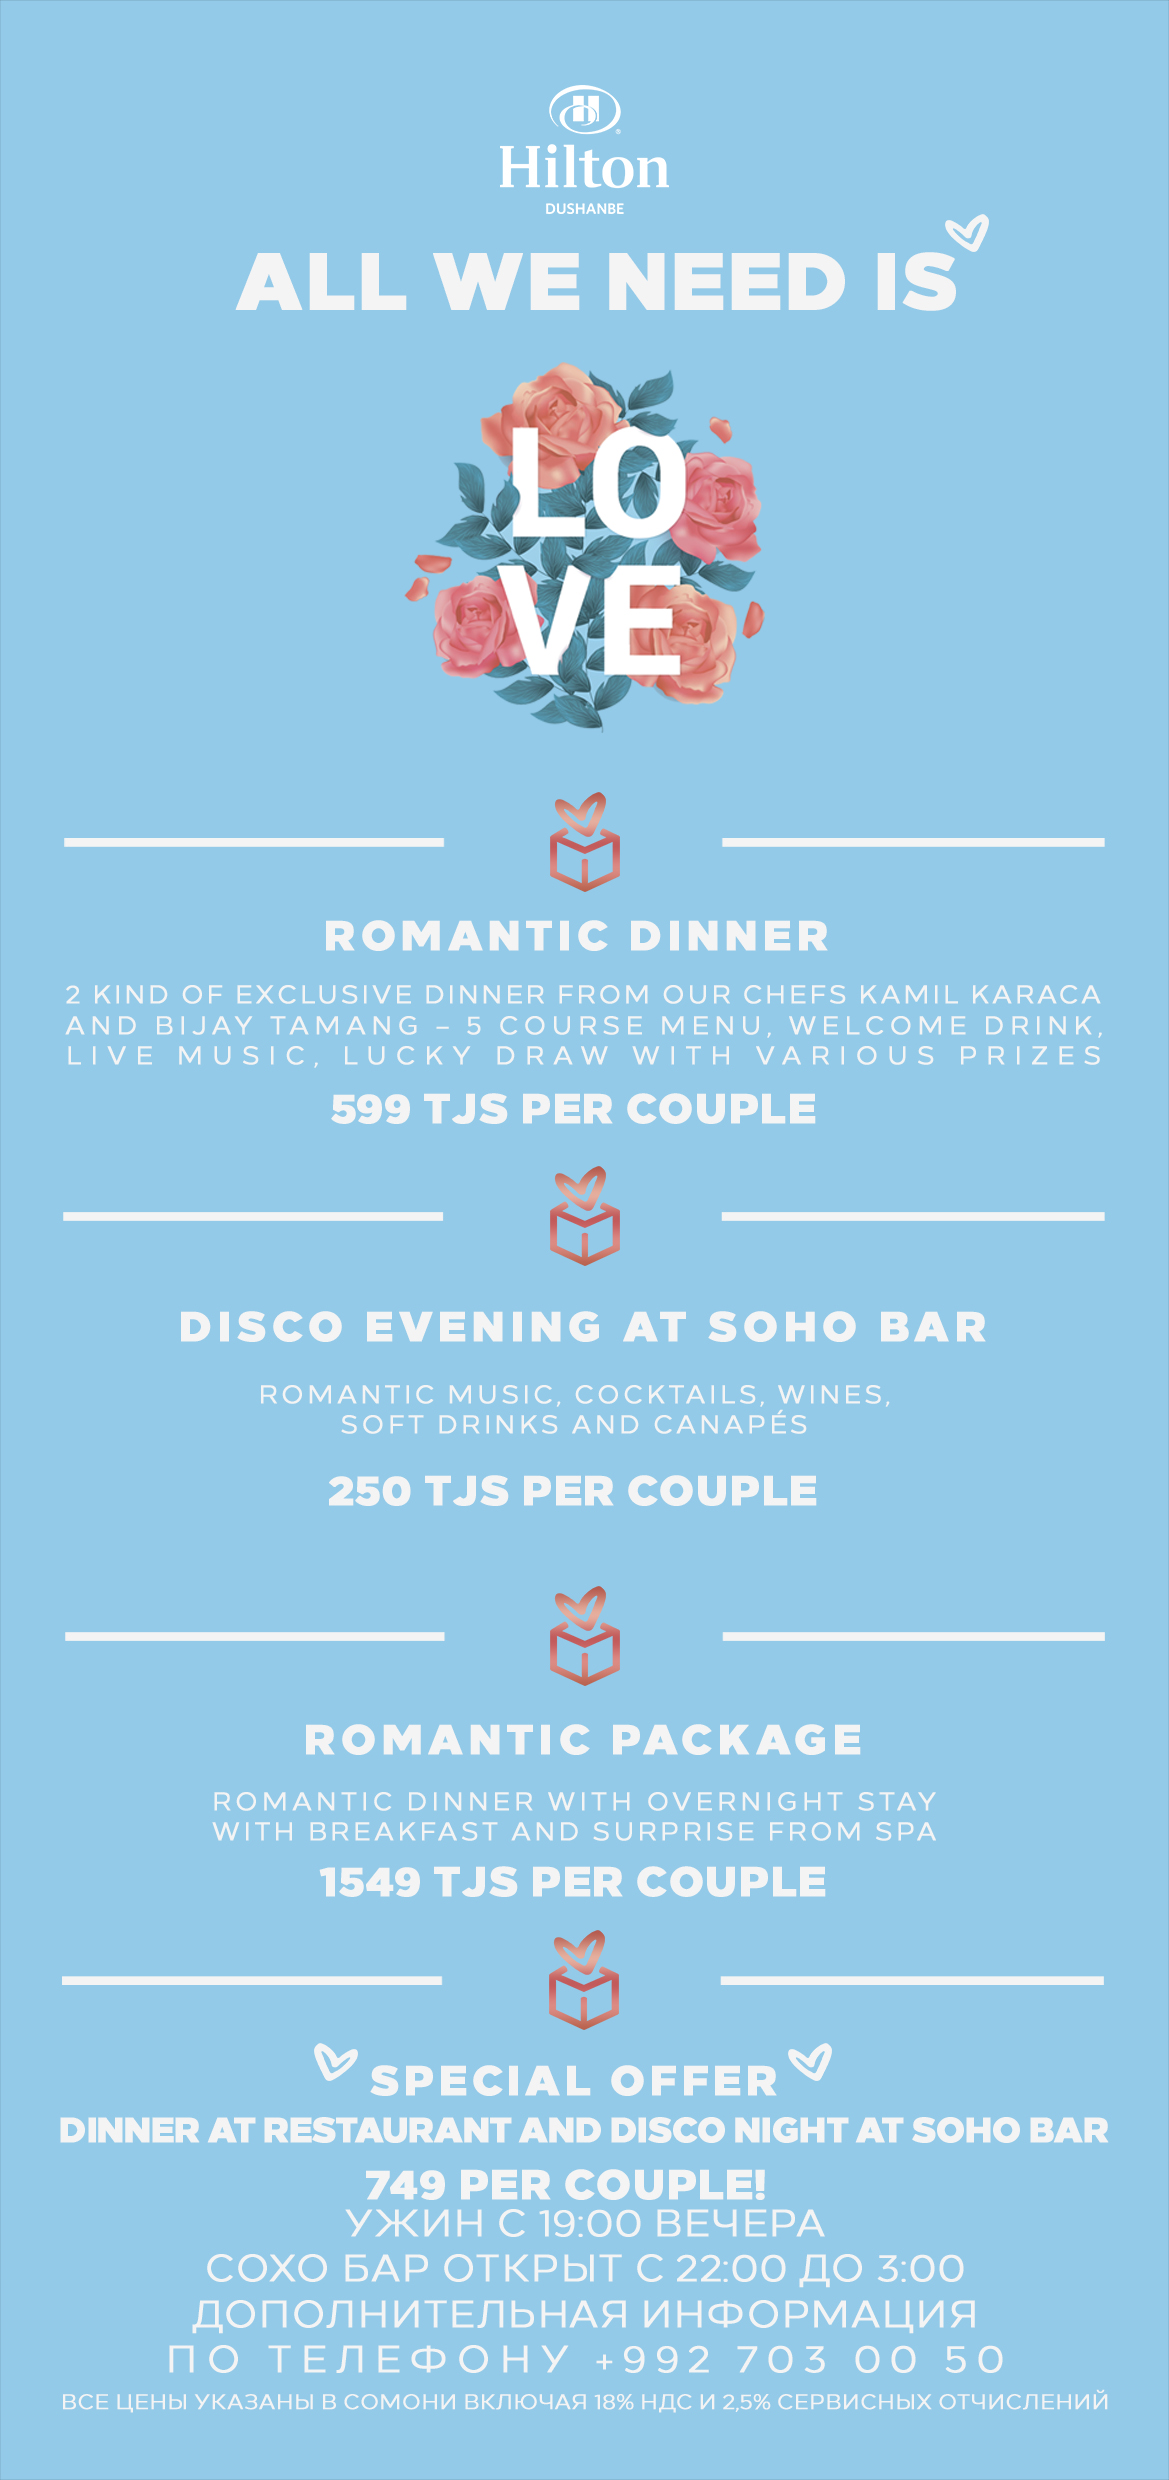 Hilton
DUSHANBE
ALL WE NEED IS
LO
VE
ROMANTIC DINNER
2 KIND OF EXCLUSIVE DINNER FROM OUR CHEFS KAMIL KARACA
AND BIJAY TAMANG – 5 COURSE MENU, WELCOME DRINK,
LIVE MUSIC, LUCKY DRAW WITH VARIOUS PRIZES
599 TJS PER COUPLE
DISCO EVENING AT SOHO BAR
ROMANTIC MUSIC, COCKTAILS, WINES,
SOFT DRINKS AND CANAPÉS
250 TJS PER COUPLE
ROMANTIC PACKAGE
ROMANTIC DINNER WITH OVERNIGHT STAY
WITH BREAKFAST AND SURPRISE FROM SPA
1549 TJS PER COUPLE
SPECIAL OFFER
DINNER AT RESTAURANT AND DISCO NIGHT AT SOHO BAR
749 PER COUPLE!
УЖИН С 19:00 ВЕЧЕРА
СОХО БАР ОТКРЫТ С 22:00 ДО 3:00
ДОПОЛНИТЕЛЬНАЯ ИНФОРМАЦИЯ
ПО ТЕЛЕФОНУ +992 703 00 50
ВСЕ ЦЕНЫ УКАЗАНЫ В СОМОНИ ВКЛЮЧАЯ 18% НДС И 2,5% СЕРВИСНЫХ ОТЧИСЛЕНИЙ